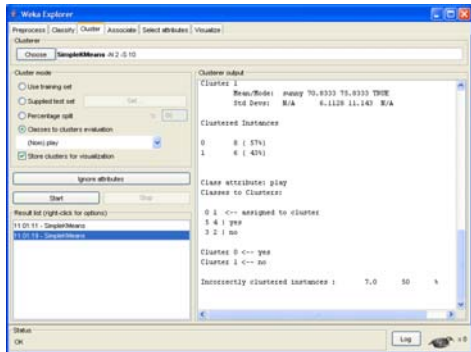 Weka Explorer
Preprocess Classify Cluster Associate Select attributes Visualize
Clusterer
Choose SimpleKMeans -N 2 -S 10
Cluster mode
Use training set
Supplied test set Set...
Percentage split %
Classes to clusters evaluation
(Nom) play
Store clusters for visualization
Ignore attributes
Start Stop
Result list (right-click for options)
11:01:11 - SimpleKMeans
11:01:19 - SimpleKMeans
Clusterer output
Cluster 1
Mean/Mode: sunny 70.8333 75.8333 TRUE
Std Devs: N/A 6.1128 11.143 N/A
Clustered Instances
0 8 ( 57%)
1 6 ( 43%)
Class attribute: play
Classes to Clusters:
0 1 <-- assigned to cluster
5 4 | yes
3 2 | no
Cluster 0 <-- yes
Cluster 1 <-- no
Incorrectly clustered instances : 7.0 50 %
Status
OK
Log
x 0